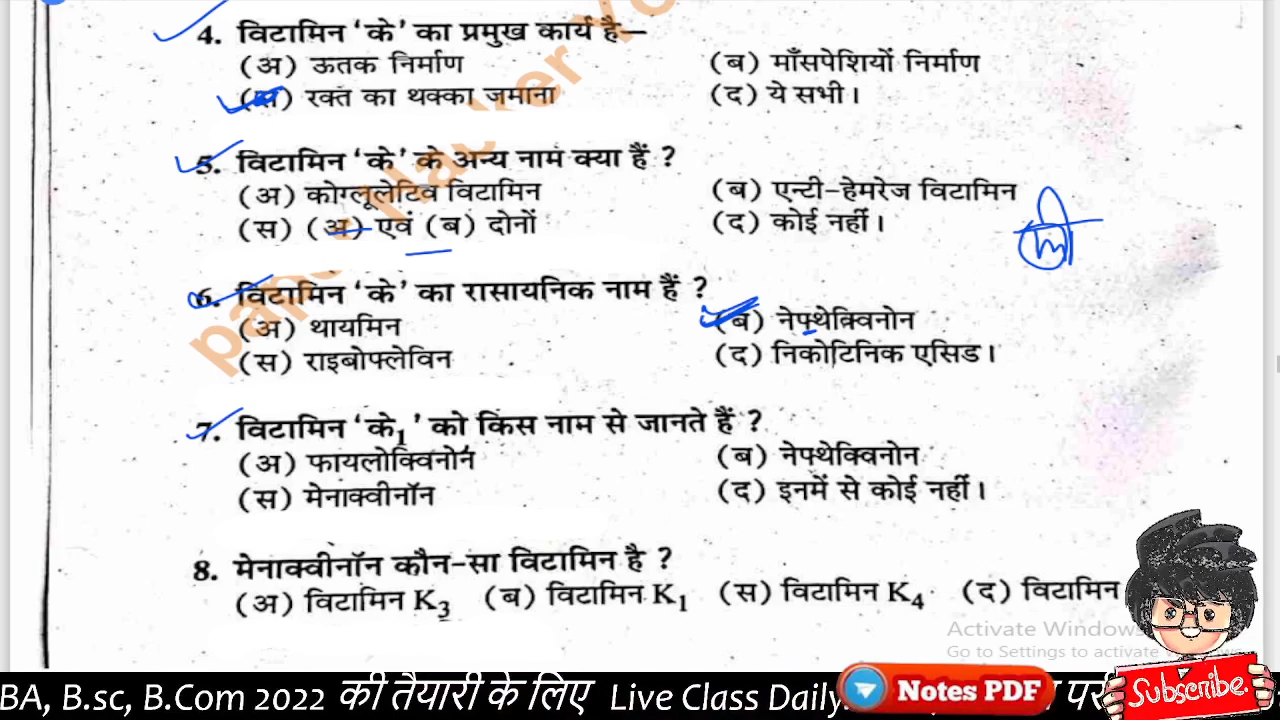 4. विटामिन 'के' का प्रमुख कार्य है—
(अ) ऊतक निर्माण (ब) माँसपेशियों निर्माण
(स) रक्त का थक्का जमाना (द) ये सभी।
5. विटामिन 'के' के अन्य नाम क्या हैं ?
(अ) कोग्लूलेटिव विटामिन (ब) एन्टी-हेमरेज विटामिन
(स) (अ) एवं (ब) दोनों (द) कोई नहीं।
6. विटामिन 'के' का रासायनिक नाम हैं ?
(अ) थायमिन (ब) नेफ्थेक्विनोन
(स) राइबोफ्लेविन (द) निकोटिनिक एसिड।
7. विटामिन 'के1' को किस नाम से जानते हैं ?
(अ) फायलोक्विनोन (ब) नेफ्थेक्विनोन
(स) मेनाक्वीनॉन (द) इनमें से कोई नहीं।
8. मेनाक्वीनॉन कौन-सा विटामिन है ?
(अ) विटामिन K3 (ब) विटामिन K1 (स) विटामिन K4 (द) विटामिन
Activate Windows
Go to Settings to activate
BA, B.sc, B.Com 2022 की तैयारी के लिए Live Class Daily.
Notes PDF
Subscribe.